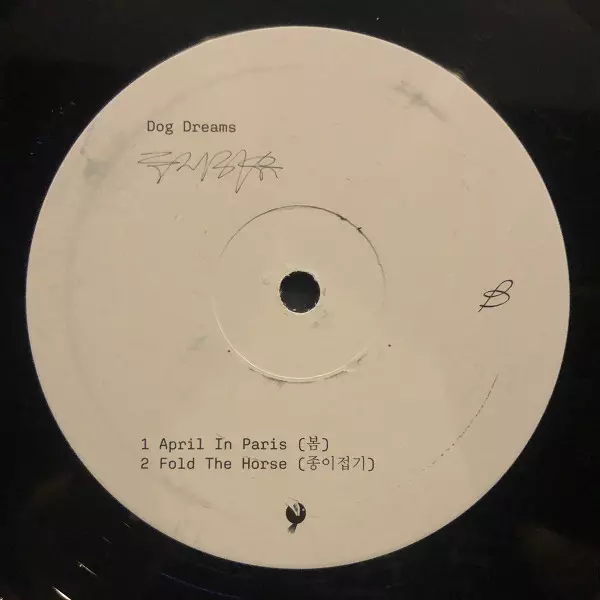 Dog Dreams
B
1 April In Paris (봄)
2 Fold The Horse (종이접기)